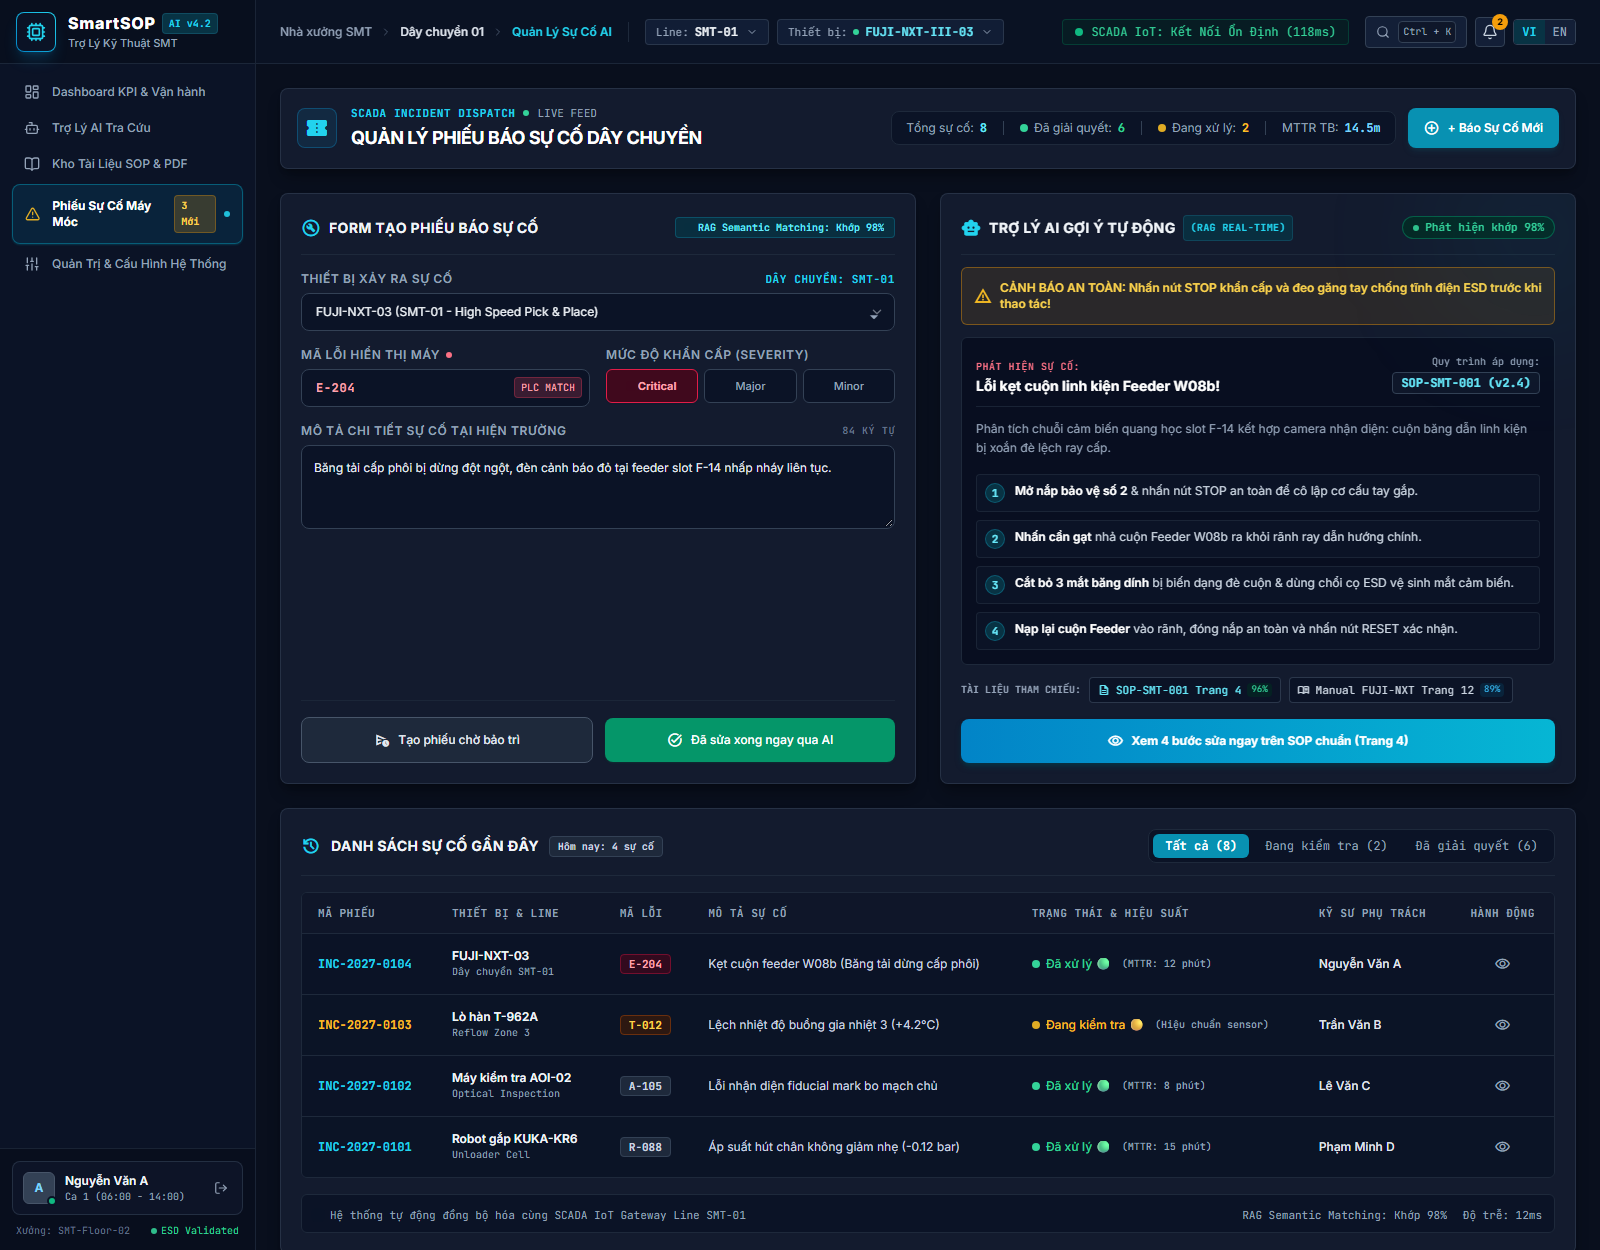 SmartSOP AI v4.2
Trợ Lý Kỹ Thuật SMT
Dashboard KPI & Vận hành
Trợ Lý AI Tra Cứu
Kho Tài Liệu SOP & PDF
Phiếu Sự Cố Máy Móc
3 Mới
Quản Trị & Cấu Hình Hệ Thống
A
Nguyễn Văn A
Ca 1 (06:00 - 14:00)
Xưởng: SMT-Floor-02
ESD Validated
Nhà xưởng SMT
Dây chuyền 01
Quản Lý Sự Cố AI
Line: SMT-01
Thiết bị: FUJI-NXT-III-03
SCADA IoT: Kết Nối Ổn Định (118ms)
Ctrl + K
2
VI
EN
SCADA INCIDENT DISPATCH LIVE FEED
QUẢN LÝ PHIẾU BÁO SỰ CỐ DÂY CHUYỀN
Tổng sự cố: 8
Đã giải quyết: 6
Đang xử lý: 2
MTTR TB: 14.5m
+ Báo Sự Cố Mới
FORM TẠO PHIẾU BÁO SỰ CỐ
RAG Semantic Matching: Khớp 98%
THIẾT BỊ XẢY RA SỰ CỐ
DÂY CHUYỀN: SMT-01
FUJI-NXT-03 (SMT-01 - High Speed Pick & Place)
MÃ LỖI HIỂN THỊ MÁY
E-204
PLC MATCH
MỨC ĐỘ KHẨN CẤP (SEVERITY)
Critical
Major
Minor
MÔ TẢ CHI TIẾT SỰ CỐ TẠI HIỆN TRƯỜNG
84 KÝ TỰ
Băng tải cấp phôi bị dừng đột ngột, đèn cảnh báo đỏ tại feeder slot F-14 nhấp nháy liên tục.
Tạo phiếu chờ bảo trì
Đã sửa xong ngay qua AI
TRỢ LÝ AI GỢI Ý TỰ ĐỘNG
(RAG REAL-TIME)
Phát hiện khớp 98%
CẢNH BÁO AN TOÀN: Nhấn nút STOP khẩn cấp và đeo găng tay chống tĩnh điện ESD trước khi
thao tác!
PHÁT HIỆN SỰ CỐ:
Lỗi kẹt cuộn linh kiện Feeder W08b!
Quy trình áp dụng:
SOP-SMT-001 (v2.4)
Phân tích chuỗi cảm biến quang học slot F-14 kết hợp camera nhận diện: cuộn băng dẫn linh kiện
bị xoắn đè lệch ray cấp.
1 Mở nắp bảo vệ số 2 & nhấn nút STOP an toàn để cô lập cơ cấu tay gắp.
2 Nhấn cần gạt nhả cuộn Feeder W08b ra khỏi rãnh ray dẫn hướng chính.
3 Cắt bỏ 3 mắt băng dính bị biến dạng đè cuộn & dùng chổi cọ ESD vệ sinh mắt cảm biến.
4 Nạp lại cuộn Feeder vào rãnh, đóng nắp an toàn và nhấn nút RESET xác nhận.
TÀI LIỆU THAM CHIẾU:
SOP-SMT-001 Trang 4 96%
Manual FUJI-NXT Trang 12 89%
Xem 4 bước sửa ngay trên SOP chuẩn (Trang 4)
DANH SÁCH SỰ CỐ GẦN ĐÂY
Hôm nay: 4 sự cố
Tất cả (8)
Đang kiểm tra (2)
Đã giải quyết (6)
MÃ PHIẾU THIẾT BỊ & LINE MÃ LỖI MÔ TẢ SỰ CỐ TRẠNG THÁI & HIỆU SUẤT KỸ SƯ PHỤ TRÁCH HÀNH ĐỘNG
INC-2027-0104 FUJI-NXT-03 E-204 Kẹt cuộn feeder W08b (Băng tải dừng cấp phôi) Đã xử lý (MTTR: 12 phút) Nguyễn Văn A
Dây chuyền SMT-01
INC-2027-0103 Lò hàn T-962A T-012 Lệch nhiệt độ buồng gia nhiệt 3 (+4.2°C) Đang kiểm tra (Hiệu chuẩn sensor) Trần Văn B
Reflow Zone 3
INC-2027-0102 Máy kiểm tra AOI-02 A-105 Lỗi nhận diện fiducial mark bo mạch chủ Đã xử lý (MTTR: 8 phút) Lê Văn C
Optical Inspection
INC-2027-0101 Robot gắp KUKA-KR6 R-088 Áp suất hút chân không giảm nhẹ (-0.12 bar) Đã xử lý (MTTR: 15 phút) Phạm Minh D
Unloader Cell
Hệ thống tự động đồng bộ hóa cùng SCADA IoT Gateway Line SMT-01
RAG Semantic Matching: Khớp 98% Độ trễ: 12ms